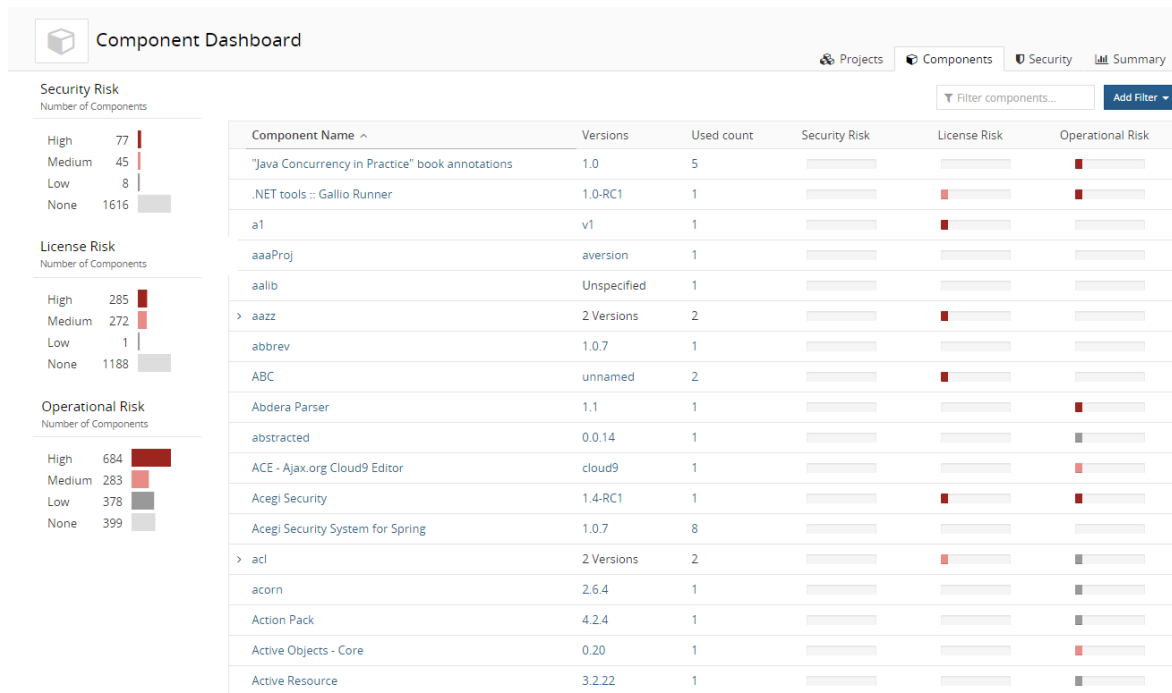 Component Dashboard
Projects Components Security Summary
Security Risk
Number of Components
High 77
Medium 45
Low 8
None 1616
License Risk
Number of Components
High 285
Medium 272
Low 1
None 1188
Operational Risk
Number of Components
High 684
Medium 283
Low 378
None 399
Filter components... Add Filter
Component Name Versions Used count Security Risk License Risk Operational Risk
"Java Concurrency in Practice" book annotations 1.0 5
.NET tools :: Gallio Runner 1.0-RC1 1
a1 v1 1
aaaProj aversion 1
aalib Unspecified 1
> aazz 2 Versions 2
abbrev 1.0.7 1
ABC unnamed 2
Abdera Parser 1.1 1
abstracted 0.0.14 1
ACE - Ajax.org Cloud9 Editor cloud9 1
Acegi Security 1.4-RC1 1
Acegi Security System for Spring 1.0.7 8
> acl 2 Versions 2
acorn 2.6.4 1
Action Pack 4.2.4 1
Active Objects - Core 0.20 1
Active Resource 3.2.22 1